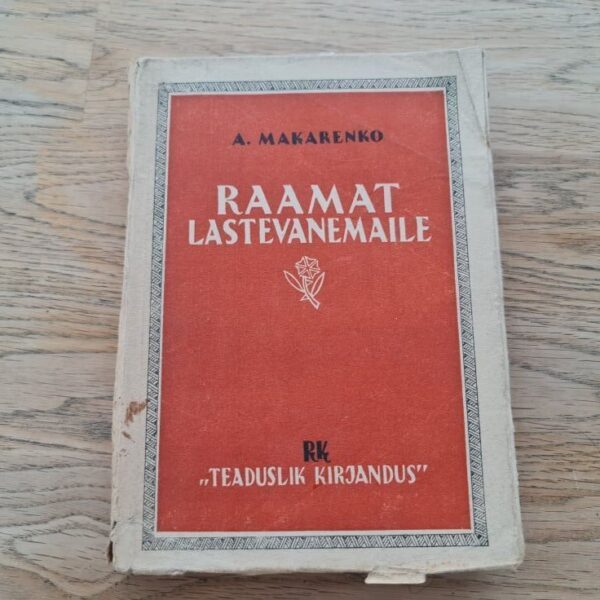 A. MAKARENKO
RAAMAT
LASTEVANEMAILE
RK
„TEADUSLIK KIRJANDUS"